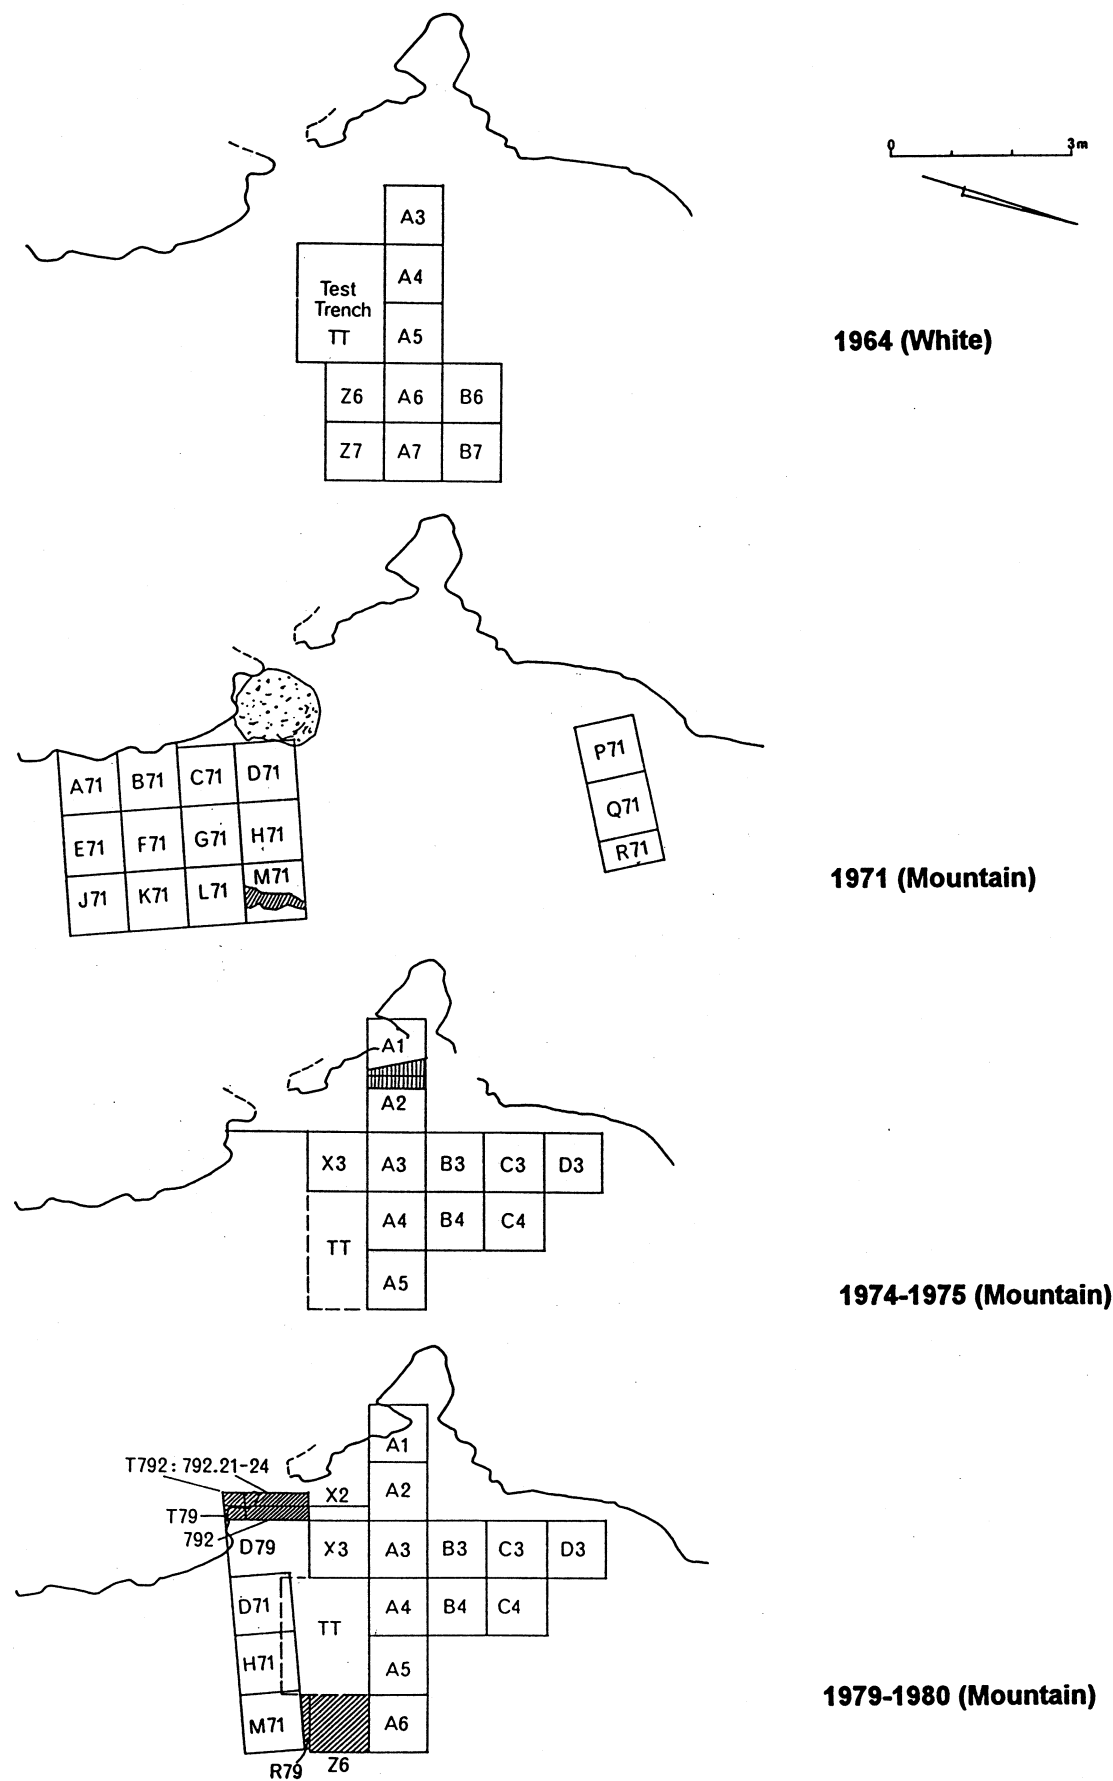 0 3m
A3
A4
Test
Trench
TT
A5
1964 (White)
Z6 A6 B6
Z7 A7 B7
P71
A71 B71 C71 D71
Q71
E71 F71 G71 H71
R71
J71 K71 L71 M71
1971 (Mountain)
A1
A2
X3 A3 B3 C3 D3
A4 B4 C4
TT
A5
1974-1975 (Mountain)
A1
T792: 792.21-24
X2 A2
T79
792
D79 X3 A3 B3 C3 D3
D71 A4 B4 C4
TT
H71 A5
1979-1980 (Mountain)
M71 A6
R79 Z6